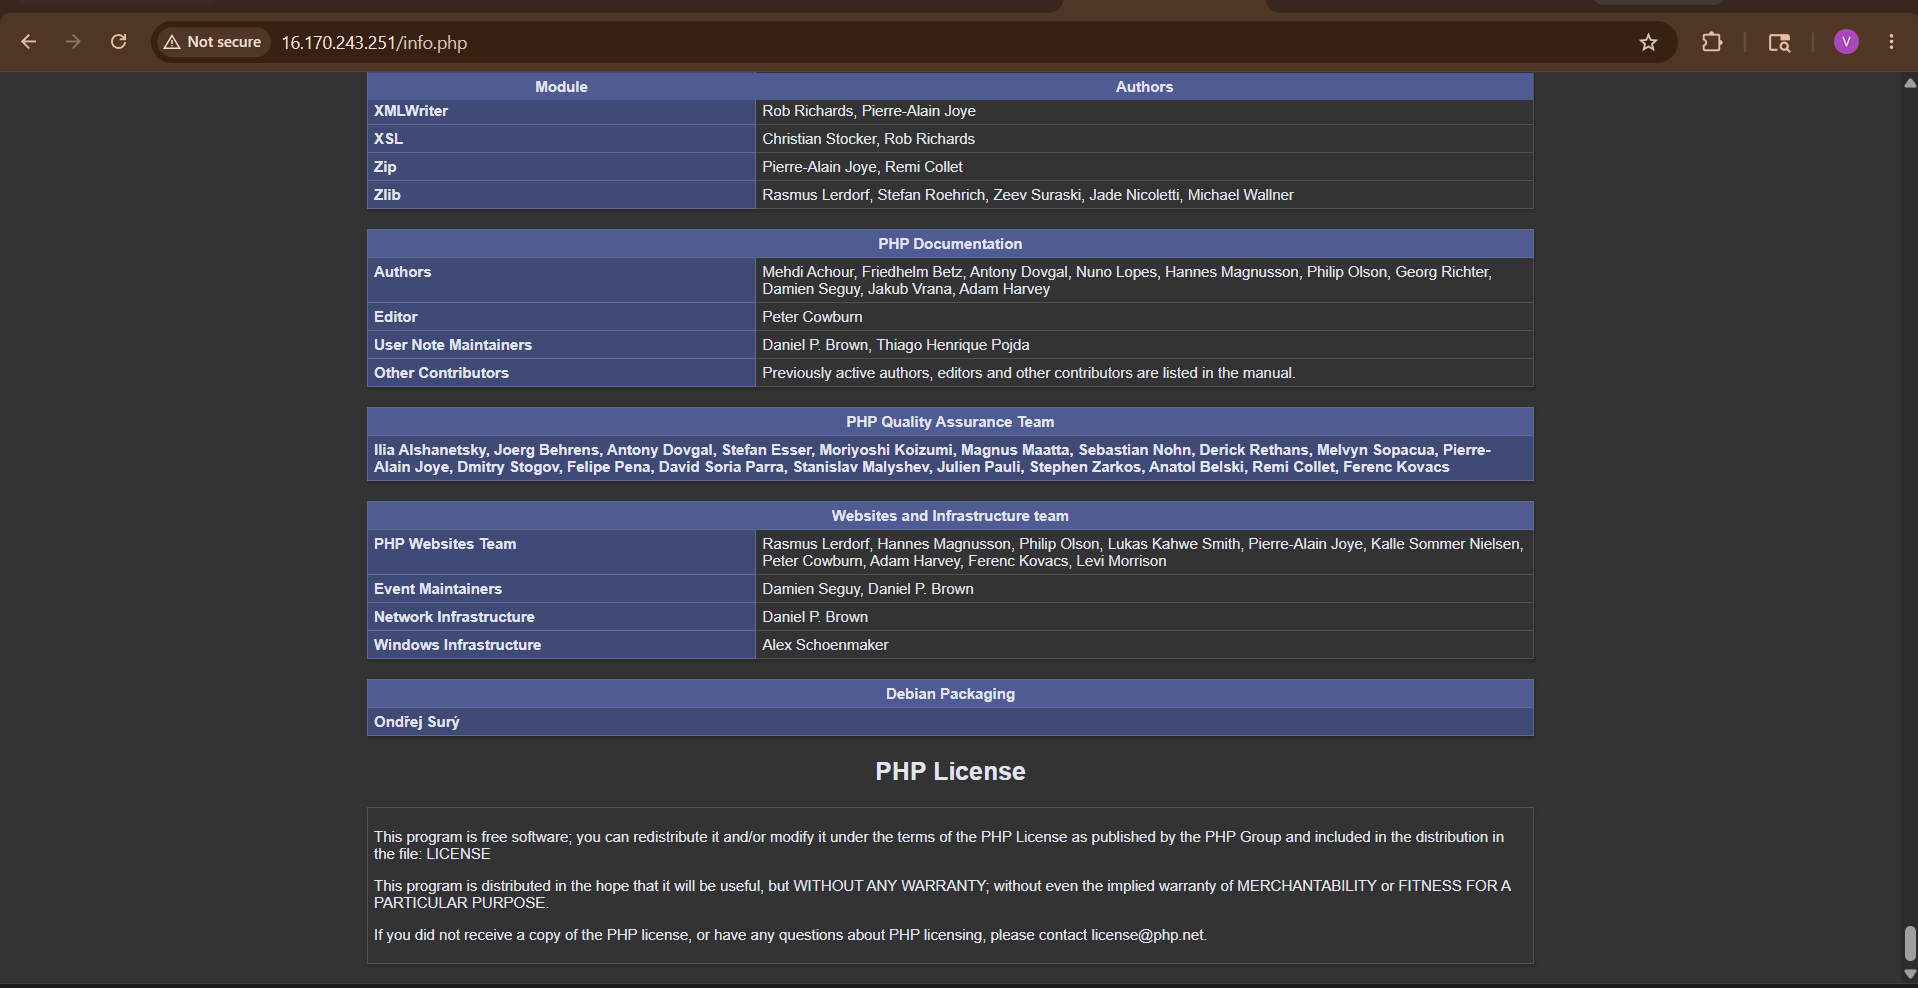 Not secure 16.170.243.251/info.php V
Module Authors
XMLWriter Rob Richards, Pierre-Alain Joye
XSL Christian Stocker, Rob Richards
Zip Pierre-Alain Joye, Remi Collet
Zlib Rasmus Lerdorf, Stefan Roehrich, Zeev Suraski, Jade Nicoletti, Michael Wallner
PHP Documentation
Authors Mehdi Achour, Friedhelm Betz, Antony Dovgal, Nuno Lopes, Hannes Magnusson, Philip Olson, Georg Richter,
Damien Seguy, Jakub Vrana, Adam Harvey
Editor Peter Cowburn
User Note Maintainers Daniel P. Brown, Thiago Henrique Pojda
Other Contributors Previously active authors, editors and other contributors are listed in the manual.
PHP Quality Assurance Team
Ilia Alshanetsky, Joerg Behrens, Antony Dovgal, Stefan Esser, Moriyoshi Koizumi, Magnus Maatta, Sebastian Nohn, Derick Rethans, Melvyn Sopacua, Pierre-
Alain Joye, Dmitry Stogov, Felipe Pena, David Soria Parra, Stanislav Malyshev, Julien Pauli, Stephen Zarkos, Anatol Belski, Remi Collet, Ferenc Kovacs
Websites and Infrastructure team
PHP Websites Team Rasmus Lerdorf, Hannes Magnusson, Philip Olson, Lukas Kahwe Smith, Pierre-Alain Joye, Kalle Sommer Nielsen,
Peter Cowburn, Adam Harvey, Ferenc Kovacs, Levi Morrison
Event Maintainers Damien Seguy, Daniel P. Brown
Network Infrastructure Daniel P. Brown
Windows Infrastructure Alex Schoenmaker
Debian Packaging
Ondřej Surý
PHP License
This program is free software; you can redistribute it and/or modify it under the terms of the PHP License as published by the PHP Group and included in the distribution in
the file: LICENSE
This program is distributed in the hope that it will be useful, but WITHOUT ANY WARRANTY; without even the implied warranty of MERCHANTABILITY or FITNESS FOR A
PARTICULAR PURPOSE.
If you did not receive a copy of the PHP license, or have any questions about PHP licensing, please contact license@php.net.